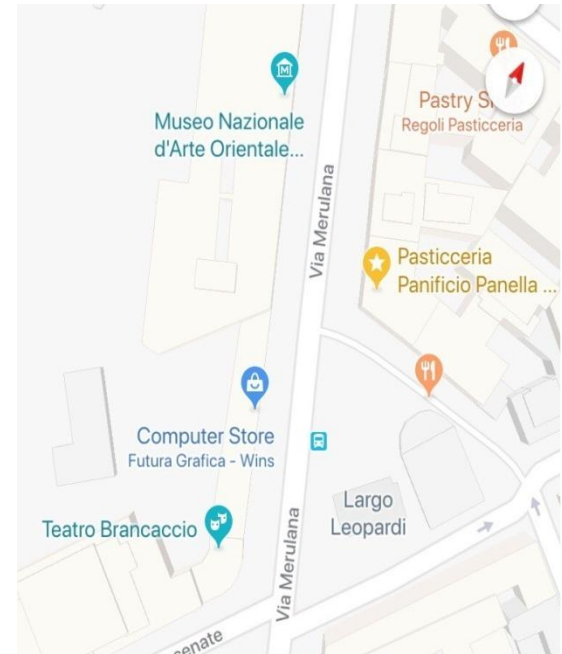 Museo Nazionale
d'Arte Orientale...
Pastry S
Regoli Pasticceria
Via Merulana
Pasticceria
Panificio Panella ...
Computer Store
Futura Grafica - Wins
Largo
Leopardi
Teatro Brancaccio
Via Merulana
cenate